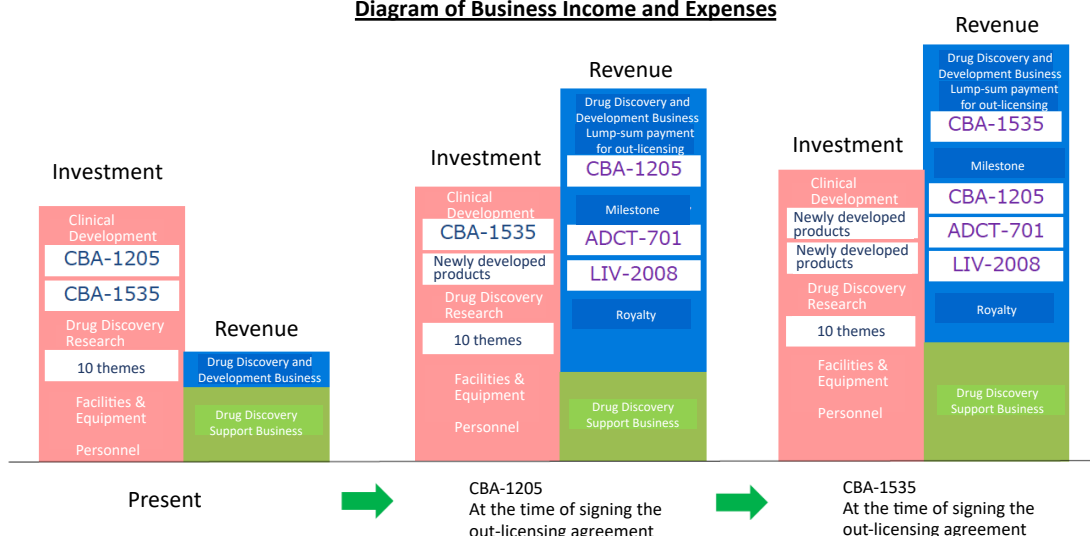 Diagram of Business Income and Expenses
Investment
Clinical
Development
CBA-1205
CBA-1535
Drug Discovery
Research
10 themes
Facilities &
Equipment
Personnel
Revenue
Drug Discovery and
Development Business
Drug Discovery
Support Business
Present
Investment
Clinical
Development
CBA-1535
Newly developed
products
Drug Discovery
Research
10 themes
Facilities &
Equipment
Personnel
Revenue
Drug Discovery and
Development Business
Lump-sum payment
for out-licensing
CBA-1205
Milestone
ADCT-701
LIV-2008
Royalty
Drug Discovery
Support Business
CBA-1205
At the time of signing the
out-licensing agreement
Investment
Clinical
Development
Newly developed
products
Newly developed
products
Drug Discovery
Research
10 themes
Facilities &
Equipment
Personnel
Revenue
Drug Discovery and
Development Business
Lump-sum payment
for out-licensing
CBA-1535
Milestone
CBA-1205
ADCT-701
LIV-2008
Royalty
Drug Discovery
Support Business
CBA-1535
At the time of signing the
out-licensing agreement